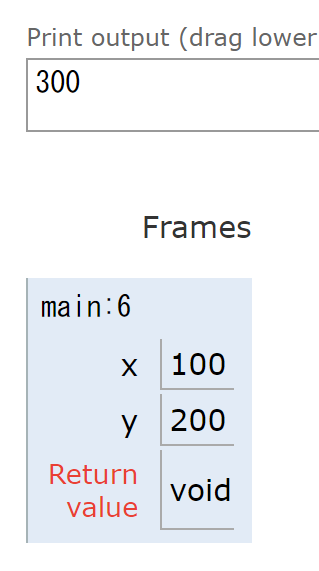 Print output (drag lower
300
Frames
main:6
x 100
y 200
Return
value void